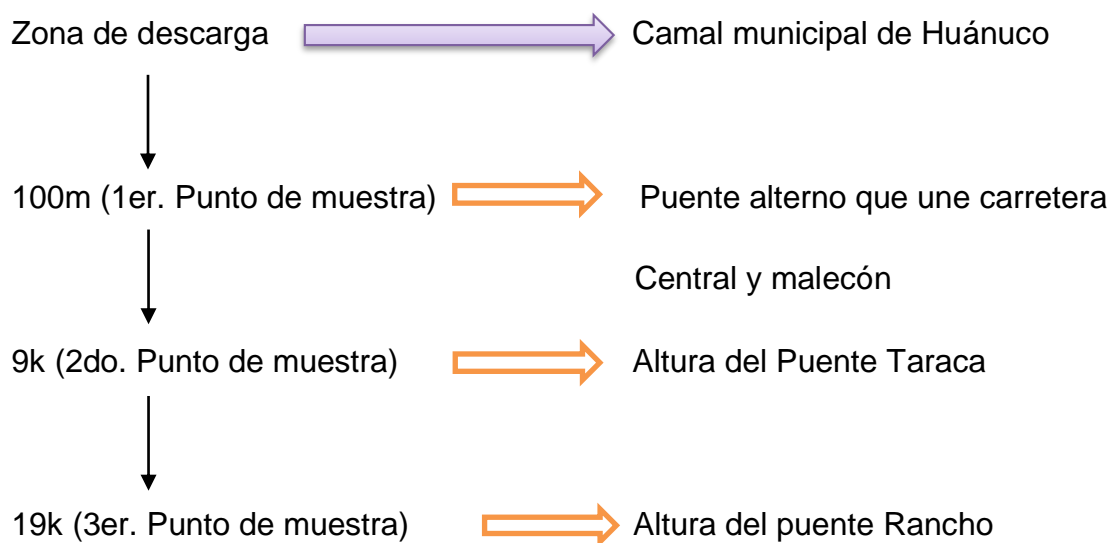 Zona de descarga Camal municipal de Huánuco
100m (1er. Punto de muestra) Puente alterno que une carretera
Central y malecón
9k (2do. Punto de muestra) Altura del Puente Taraca
19k (3er. Punto de muestra) Altura del puente Rancho